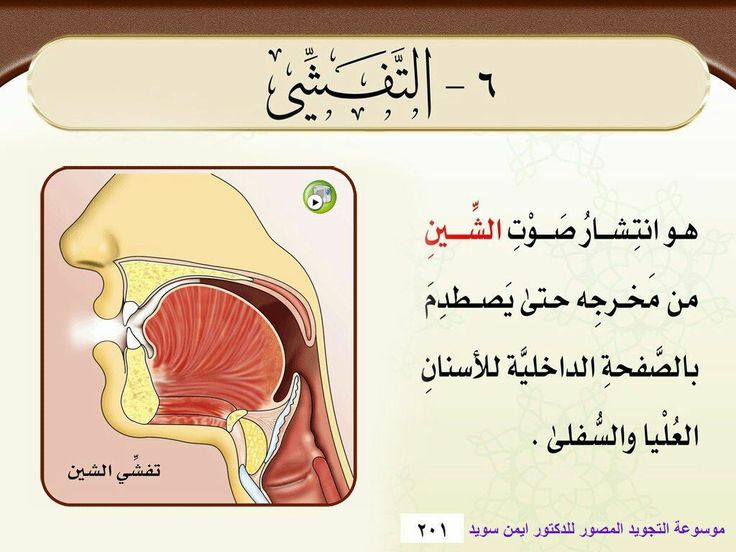 ٦ - التَّفَشِّي
هو انتِشارُ صَوْتِ الشِّينِ
من مَخرجِه حتىٰ يَصطدِمَ
بالصَّفحةِ الداخليَّة للأسنانِ
العُلْيا والسُّفلىٰ .
تفشِّي الشين
موسوعة التجويد المصور للدكتور ايمن سويد ٢٠١